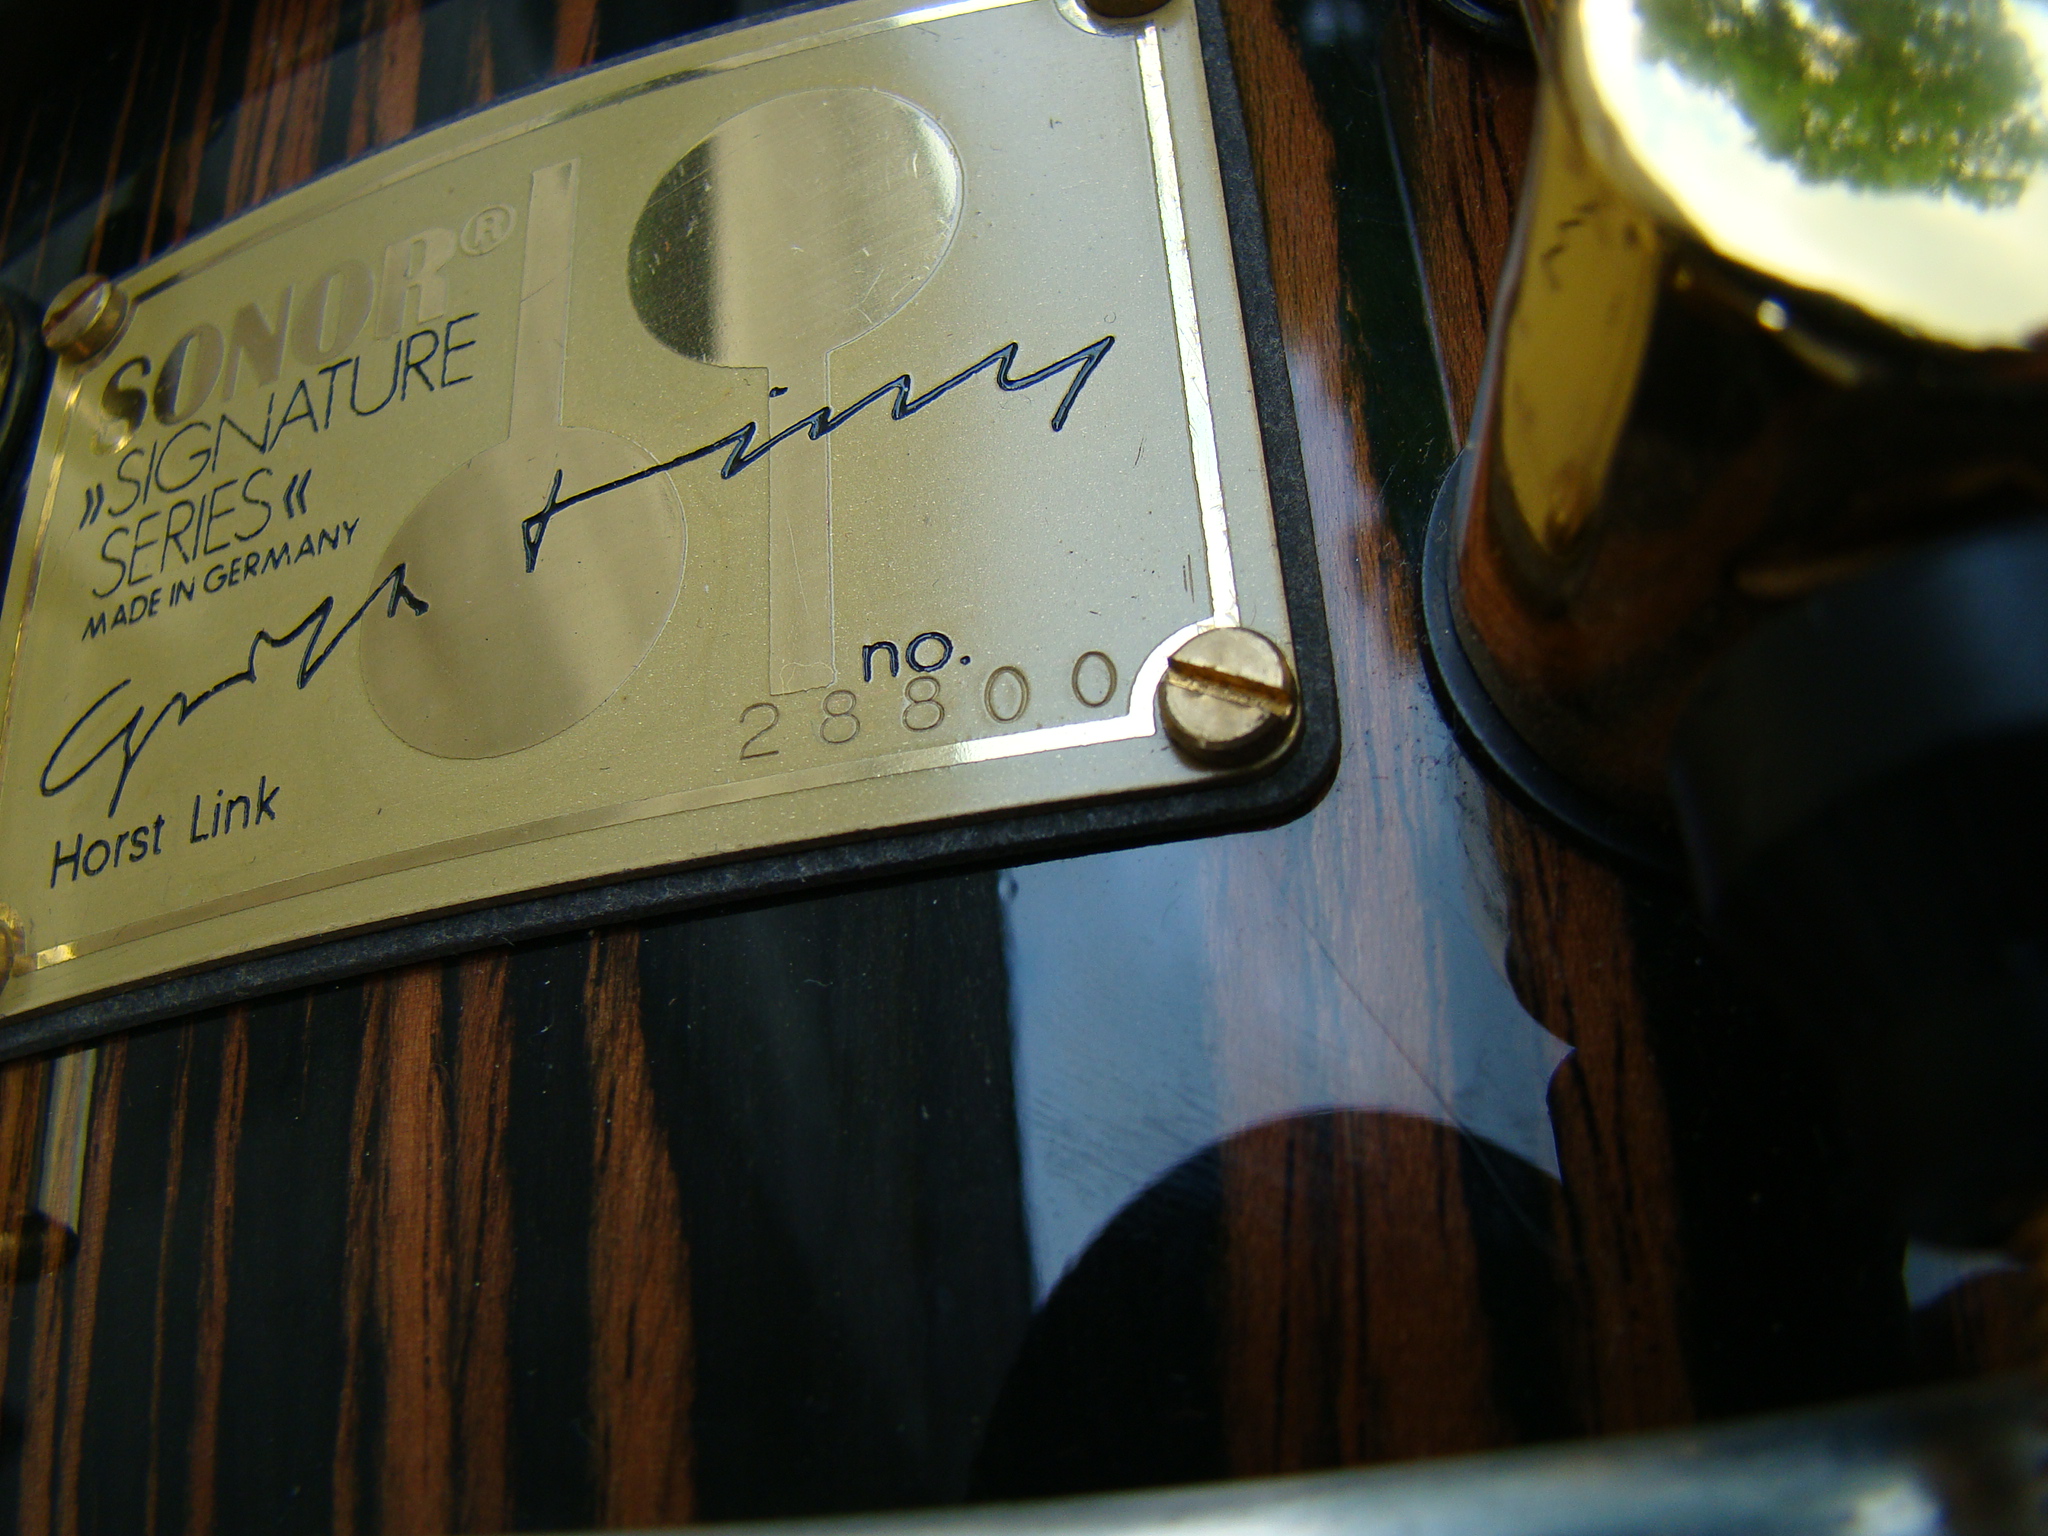 SONOR®
»SIGNATURE
SERIES«
MADE IN GERMANY
Horst Link
no.
28800